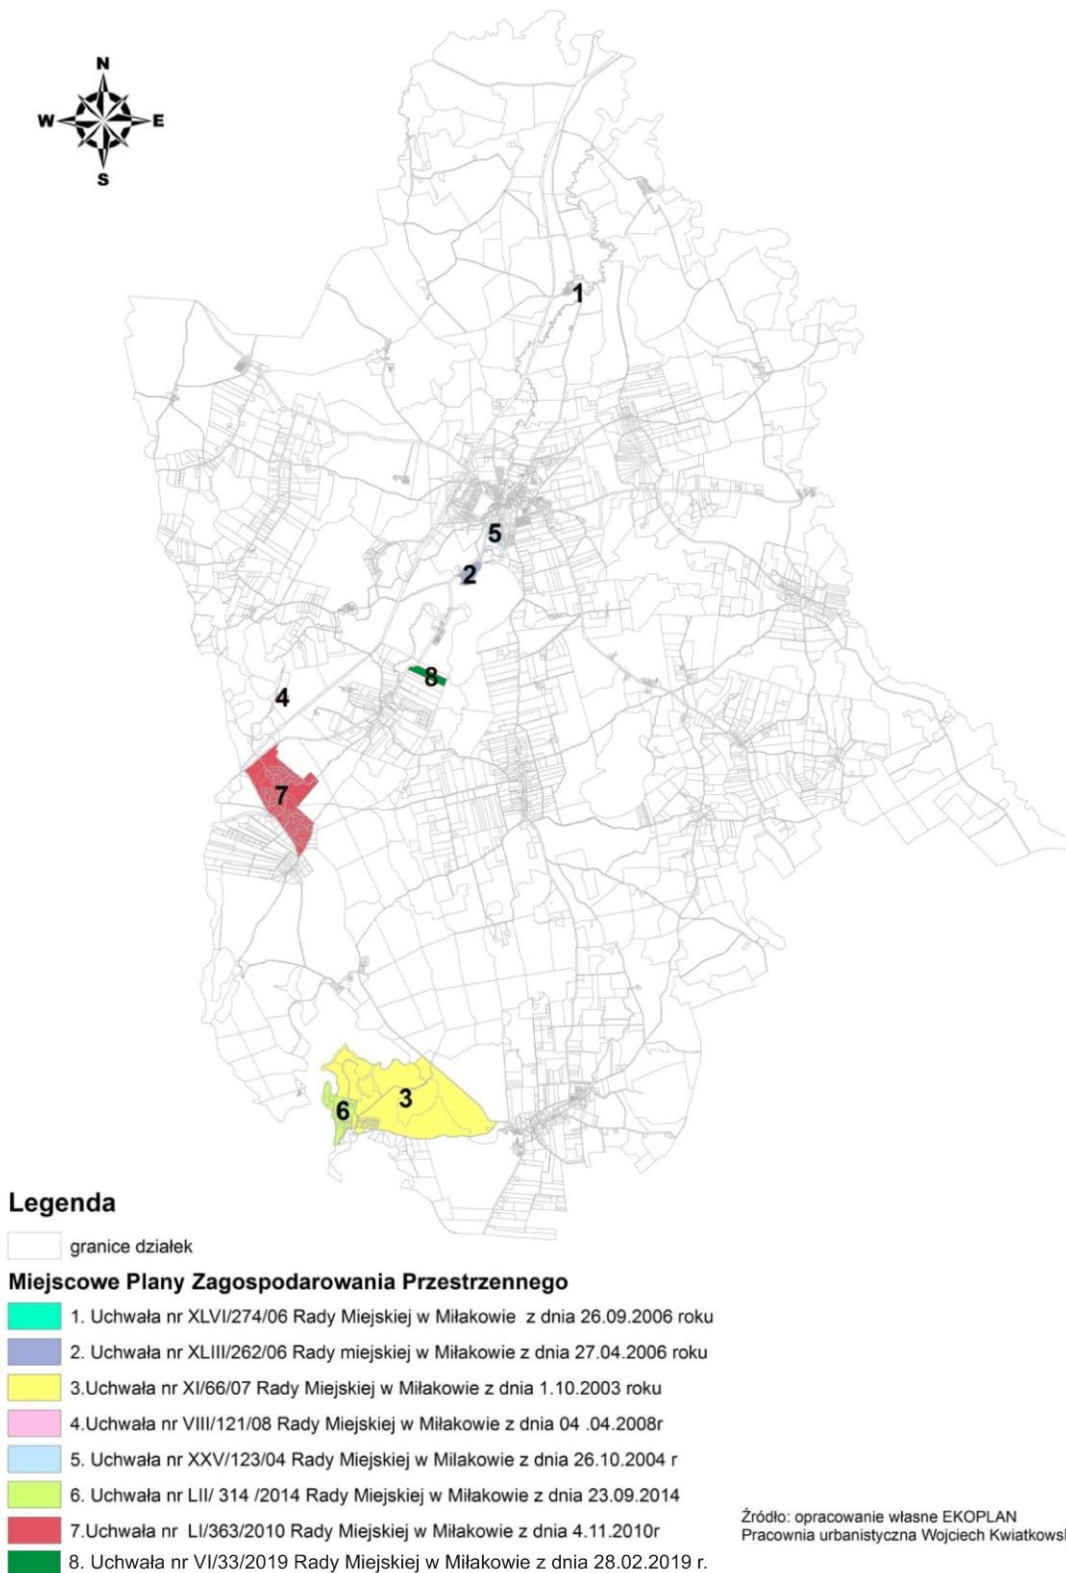 N
W E
S
1
5
2
8
4
7
3
6
Legenda
granice działek
Miejscowe Plany Zagospodarowania Przestrzennego
1. Uchwała nr XLVI/274/06 Rady Miejskiej w Miłakowie z dnia 26.09.2006 roku
2. Uchwała nr XLIII/262/06 Rady miejskiej w Miłakowie z dnia 27.04.2006 roku
3.Uchwała nr XI/66/07 Rady Miejskiej w Miłakowie z dnia 1.10.2003 roku
4.Uchwała nr VIII/121/08 Rady Miejskiej w Miłakowie z dnia 04 .04.2008r
5. Uchwała nr XXV/123/04 Rady Miejskiej w Milakowie z dnia 26.10.2004 r
6. Uchwała nr LII/ 314 /2014 Rady Miejskiej w Miłakowie z dnia 23.09.2014
7.Uchwała nr LI/363/2010 Rady Miejskiej w Miłakowie z dnia 4.11.2010r
8. Uchwała nr VI/33/2019 Rady Miejskiej w Miłakowie z dnia 28.02.2019 r.
Źródło: opracowanie własne EKOPLAN
Pracownia urbanistyczna Wojciech Kwiatkows